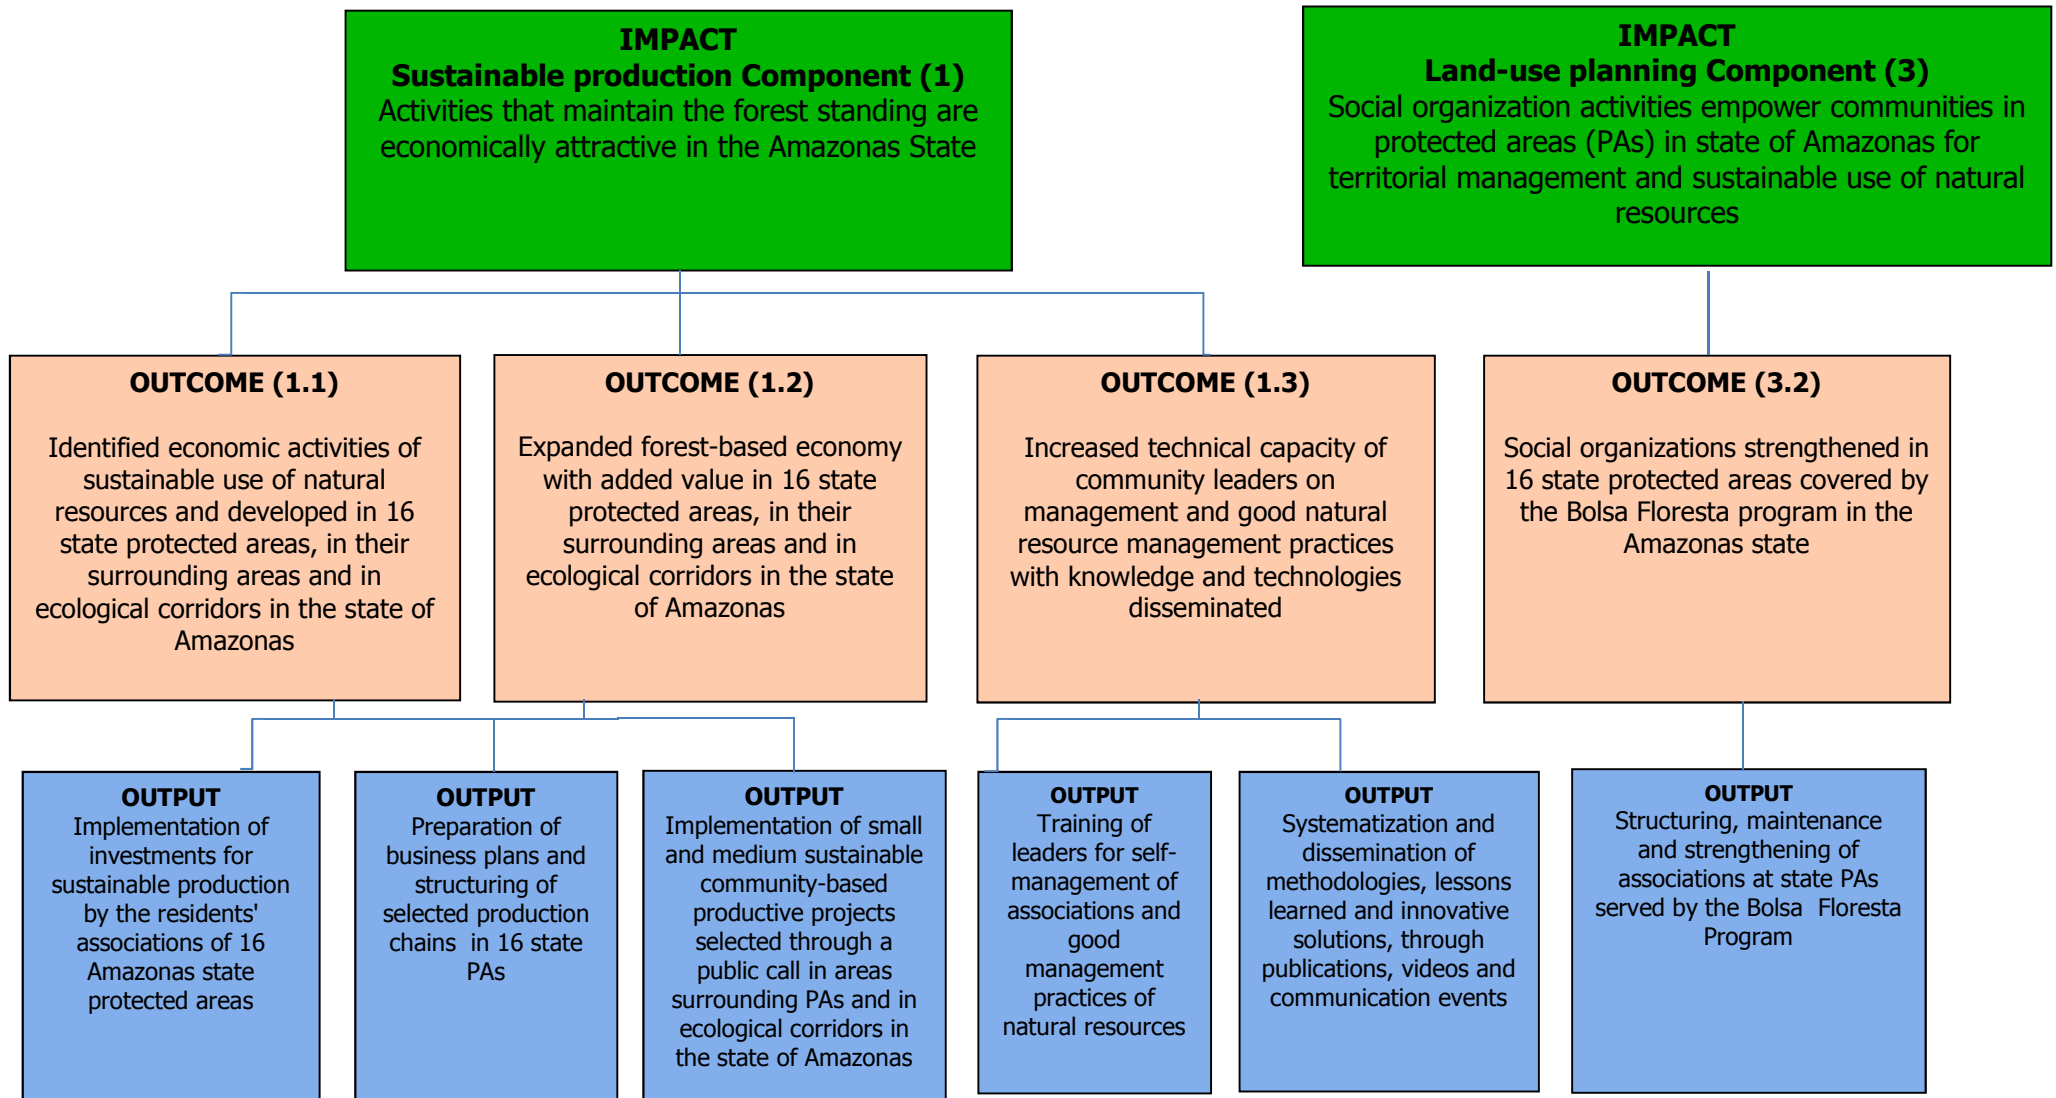 IMPACT
Sustainable production Component (1)
Activities that maintain the forest standing are
economically attractive in the Amazonas State
IMPACT
Land-use planning Component (3)
Social organization activities empower communities in
protected areas (PAs) in state of Amazonas for
territorial management and sustainable use of natural
resources
OUTCOME (1.1)
Identified economic activities of
sustainable use of natural
resources and developed in 16
state protected areas, in their
surrounding areas and in
ecological corridors in the state of
Amazonas
OUTCOME (1.2)
Expanded forest-based economy
with added value in 16 state
protected areas, in their
surrounding areas and in
ecological corridors in the state
of Amazonas
OUTCOME (1.3)
Increased technical capacity of
community leaders on
management and good natural
resource management practices
with knowledge and technologies
disseminated
OUTCOME (3.2)
Social organizations strengthened in
16 state protected areas covered by
the Bolsa Floresta program in the
Amazonas state
OUTPUT
Implementation of
investments for
sustainable production
by the residents'
associations of 16
Amazonas state
protected areas
OUTPUT
Preparation of
business plans and
structuring of
selected production
chains in 16 state
PAs
OUTPUT
Implementation of small
and medium sustainable
community-based
productive projects
selected through a
public call in areas
surrounding PAs and in
ecological corridors in
the state of Amazonas
OUTPUT
Training of
leaders for self-
management of
associations and
good
management
practices of
natural resources
OUTPUT
Systematization and
dissemination of
methodologies, lessons
learned and innovative
solutions, through
publications, videos and
communication events
OUTPUT
Structuring, maintenance
and strengthening of
associations at state PAs
served by the Bolsa Floresta
Program